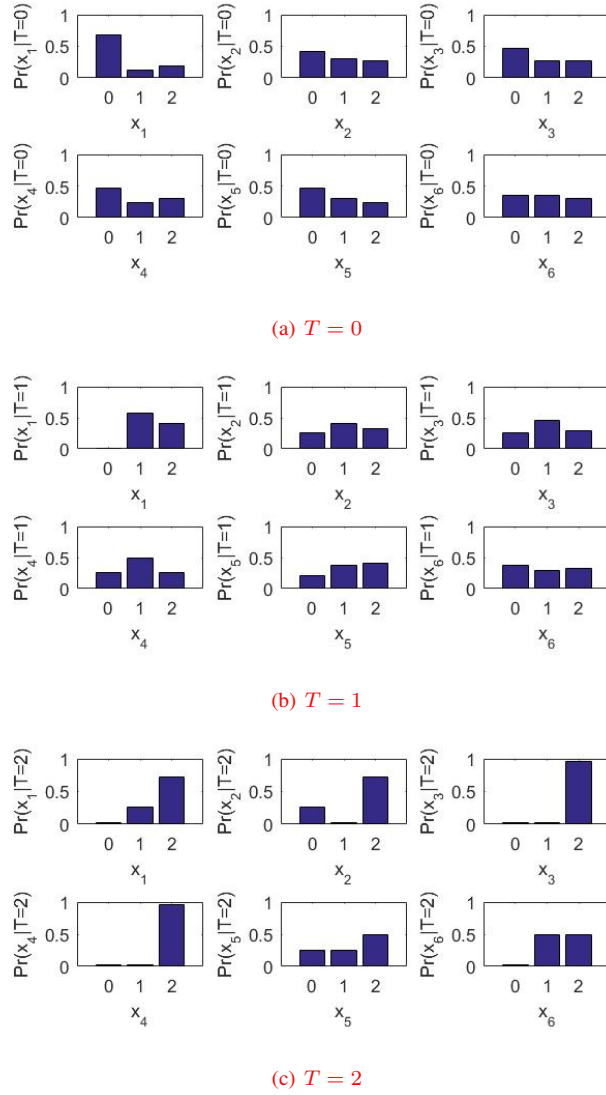 Pr(x₁|T=0) 1 0.5 0 0 1 2 x₁
Pr(x₂|T=0) 1 0.5 0 0 1 2 x₂
Pr(x₃|T=0) 1 0.5 0 0 1 2 x₃
Pr(x₄|T=0) 1 0.5 0 0 1 2 x₄
Pr(x₅|T=0) 1 0.5 0 0 1 2 x₅
Pr(x₆|T=0) 1 0.5 0 0 1 2 x₆
(a) T = 0
Pr(x₁|T=1) 1 0.5 0 0 1 2 x₁
Pr(x₂|T=1) 1 0.5 0 0 1 2 x₂
Pr(x₃|T=1) 1 0.5 0 0 1 2 x₃
Pr(x₄|T=1) 1 0.5 0 0 1 2 x₄
Pr(x₅|T=1) 1 0.5 0 0 1 2 x₅
Pr(x₆|T=1) 1 0.5 0 0 1 2 x₆
(b) T = 1
Pr(x₁|T=2) 1 0.5 0 0 1 2 x₁
Pr(x₂|T=2) 1 0.5 0 0 1 2 x₂
Pr(x₃|T=2) 1 0.5 0 0 1 2 x₃
Pr(x₄|T=2) 1 0.5 0 0 1 2 x₄
Pr(x₅|T=2) 1 0.5 0 0 1 2 x₅
Pr(x₆|T=2) 1 0.5 0 0 1 2 x₆
(c) T = 2